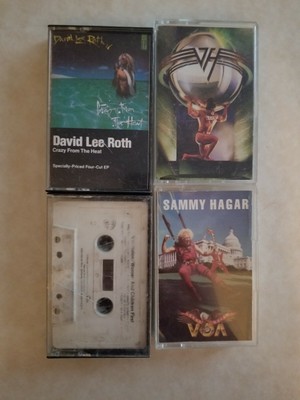 David Lee Roth
Crazy From
The Heat
David Lee Roth
Crazy From The Heat
Specially-Priced Four-Cut EP
VH
SAMMY HAGAR
VOA